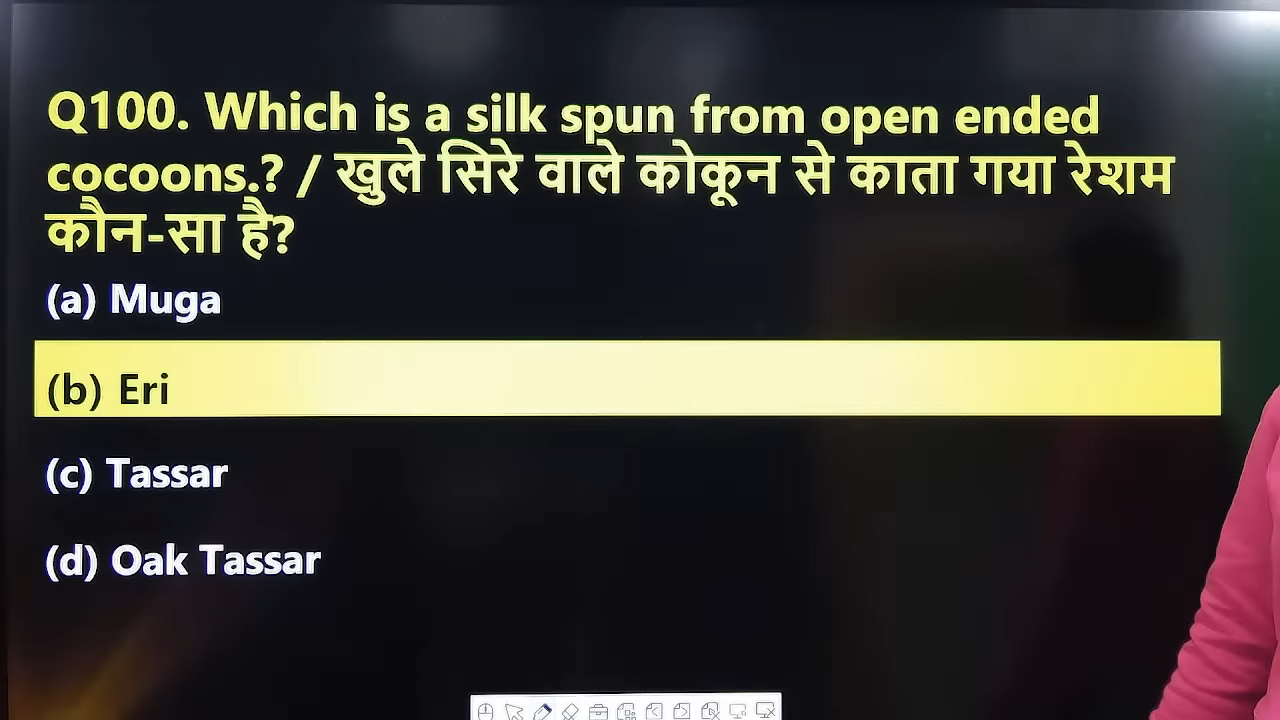 Q100. Which is a silk spun from open ended
cocoons.? / खुले सिरे वाले कोकून से काता गया रेशम
कौन-सा है?
(a) Muga
(b) Eri
(c) Tassar
(d) Oak Tassar